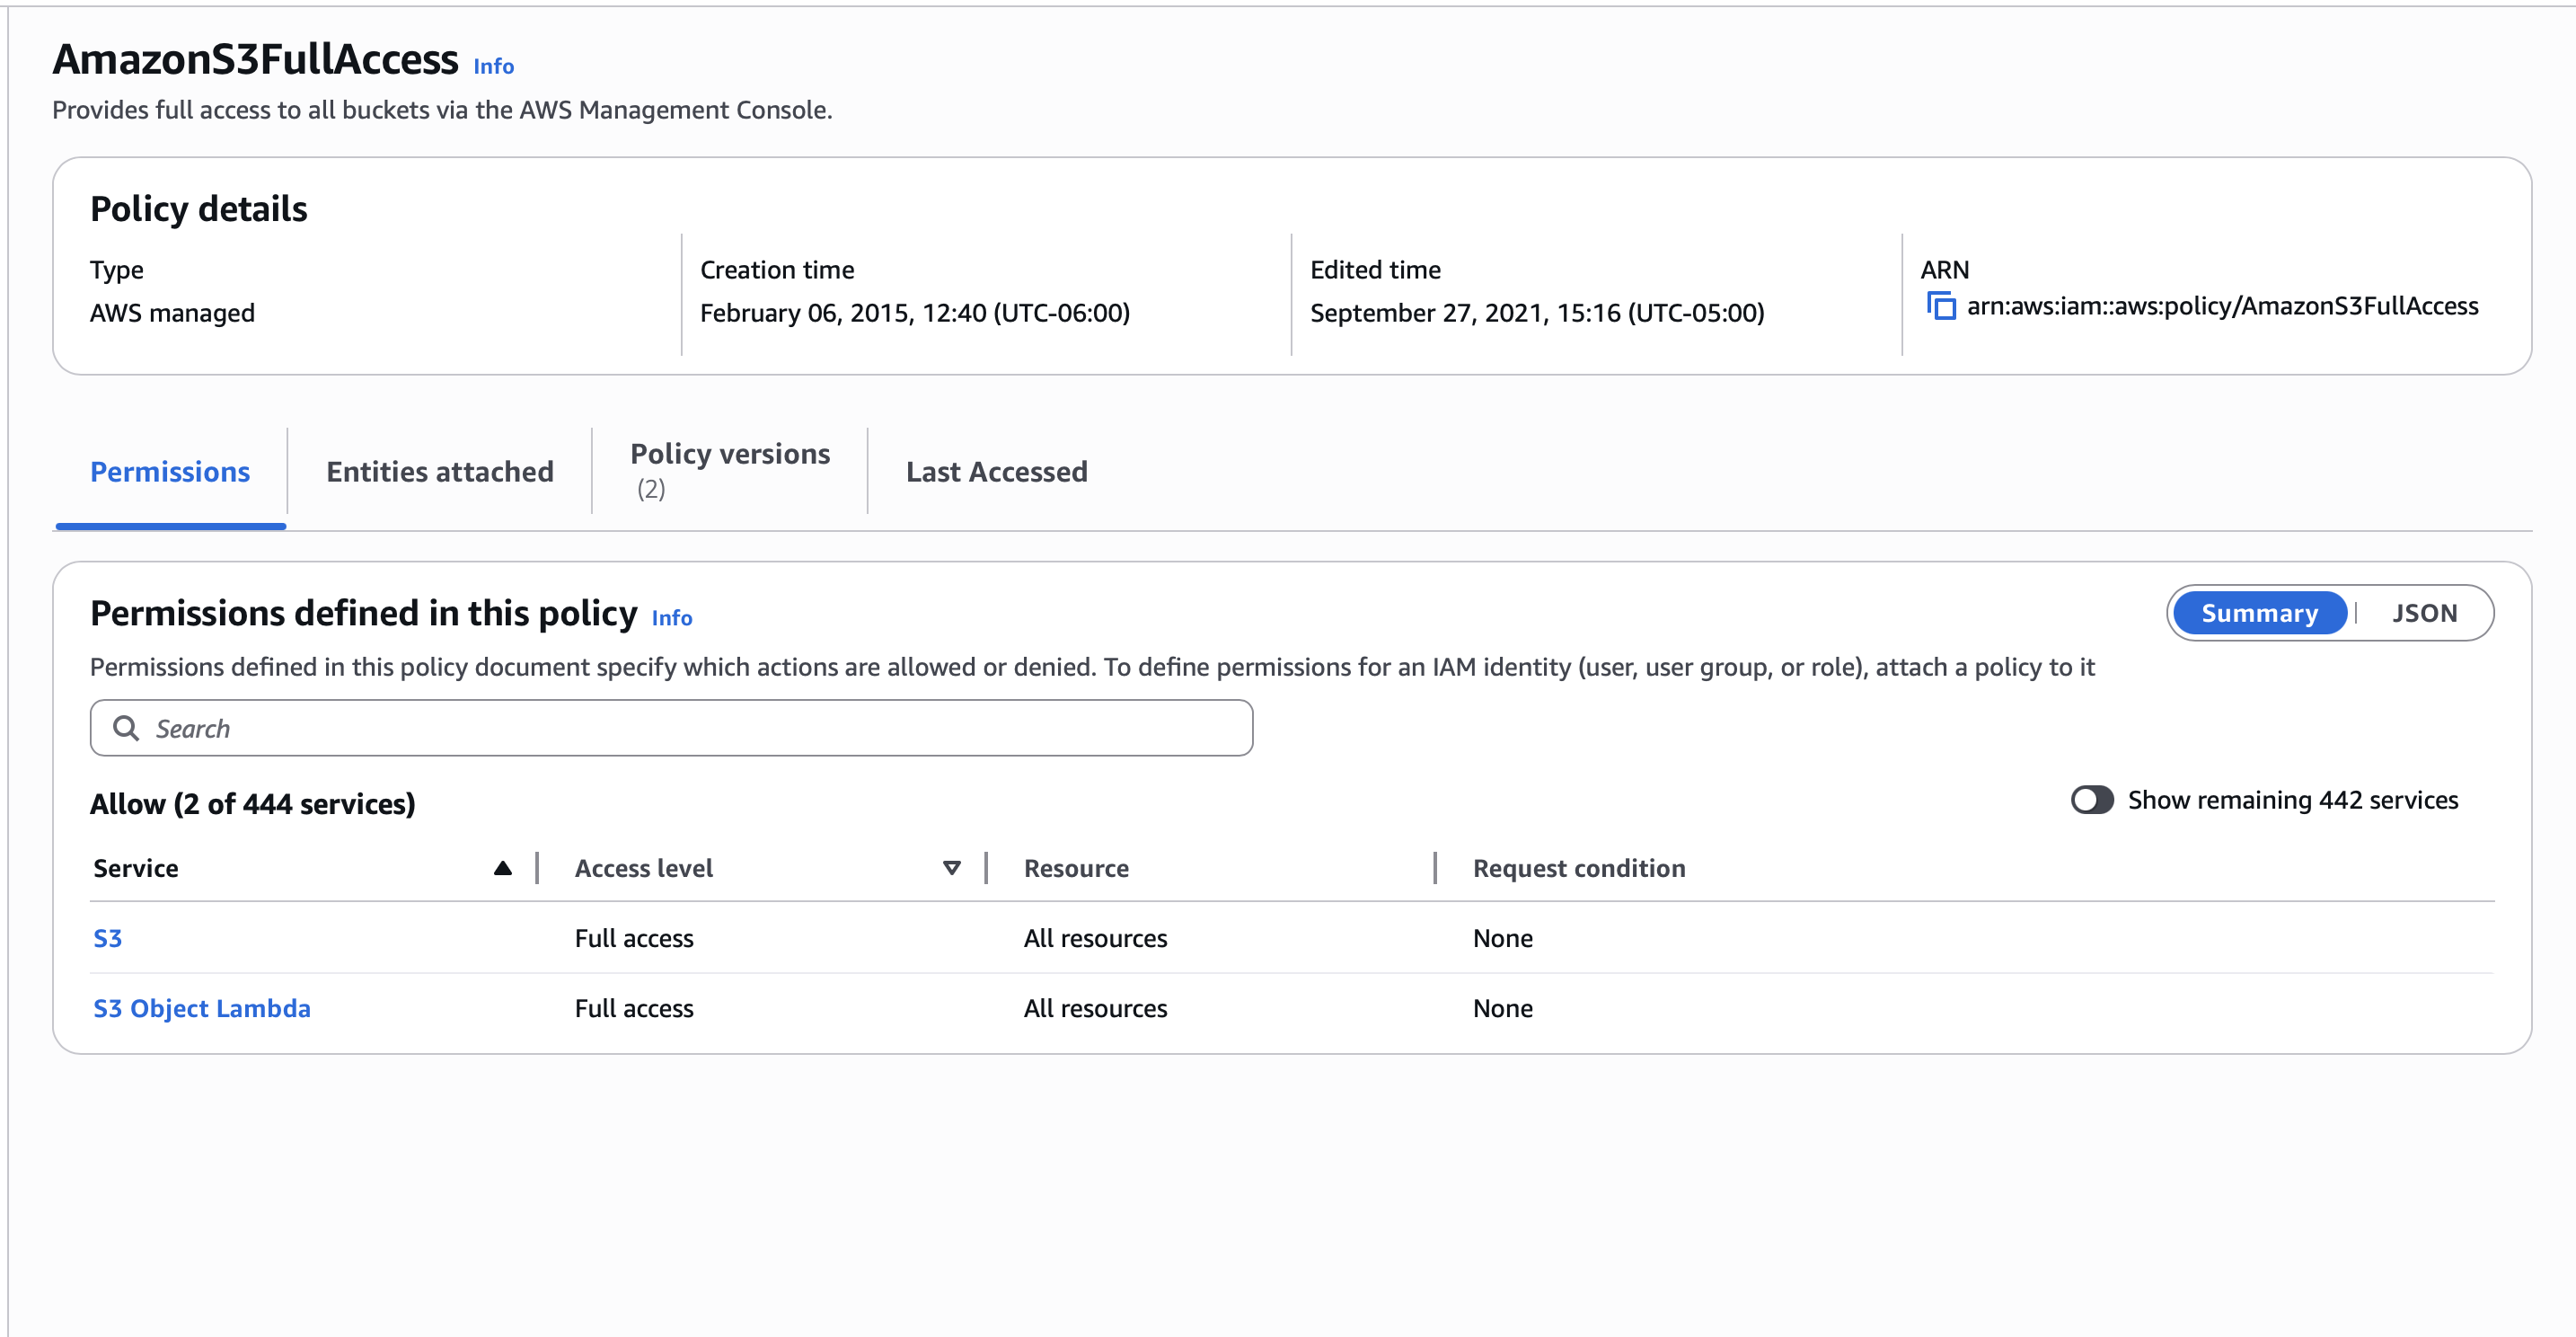 AmazonS3FullAccess Info
Provides full access to all buckets via the AWS Management Console.
Policy details
Type
AWS managed
Creation time
February 06, 2015, 12:40 (UTC-06:00)
Edited time
September 27, 2021, 15:16 (UTC-05:00)
ARN
arn:aws:iam::aws:policy/AmazonS3FullAccess
Permissions
Entities attached
Policy versions
(2)
Last Accessed
Permissions defined in this policy Info
Summary
JSON
Permissions defined in this policy document specify which actions are allowed or denied. To define permissions for an IAM identity (user, user group, or role), attach a policy to it
Search
Allow (2 of 444 services)
Show remaining 442 services
Service Access level Resource Request condition
S3 Full access All resources None
S3 Object Lambda Full access All resources None